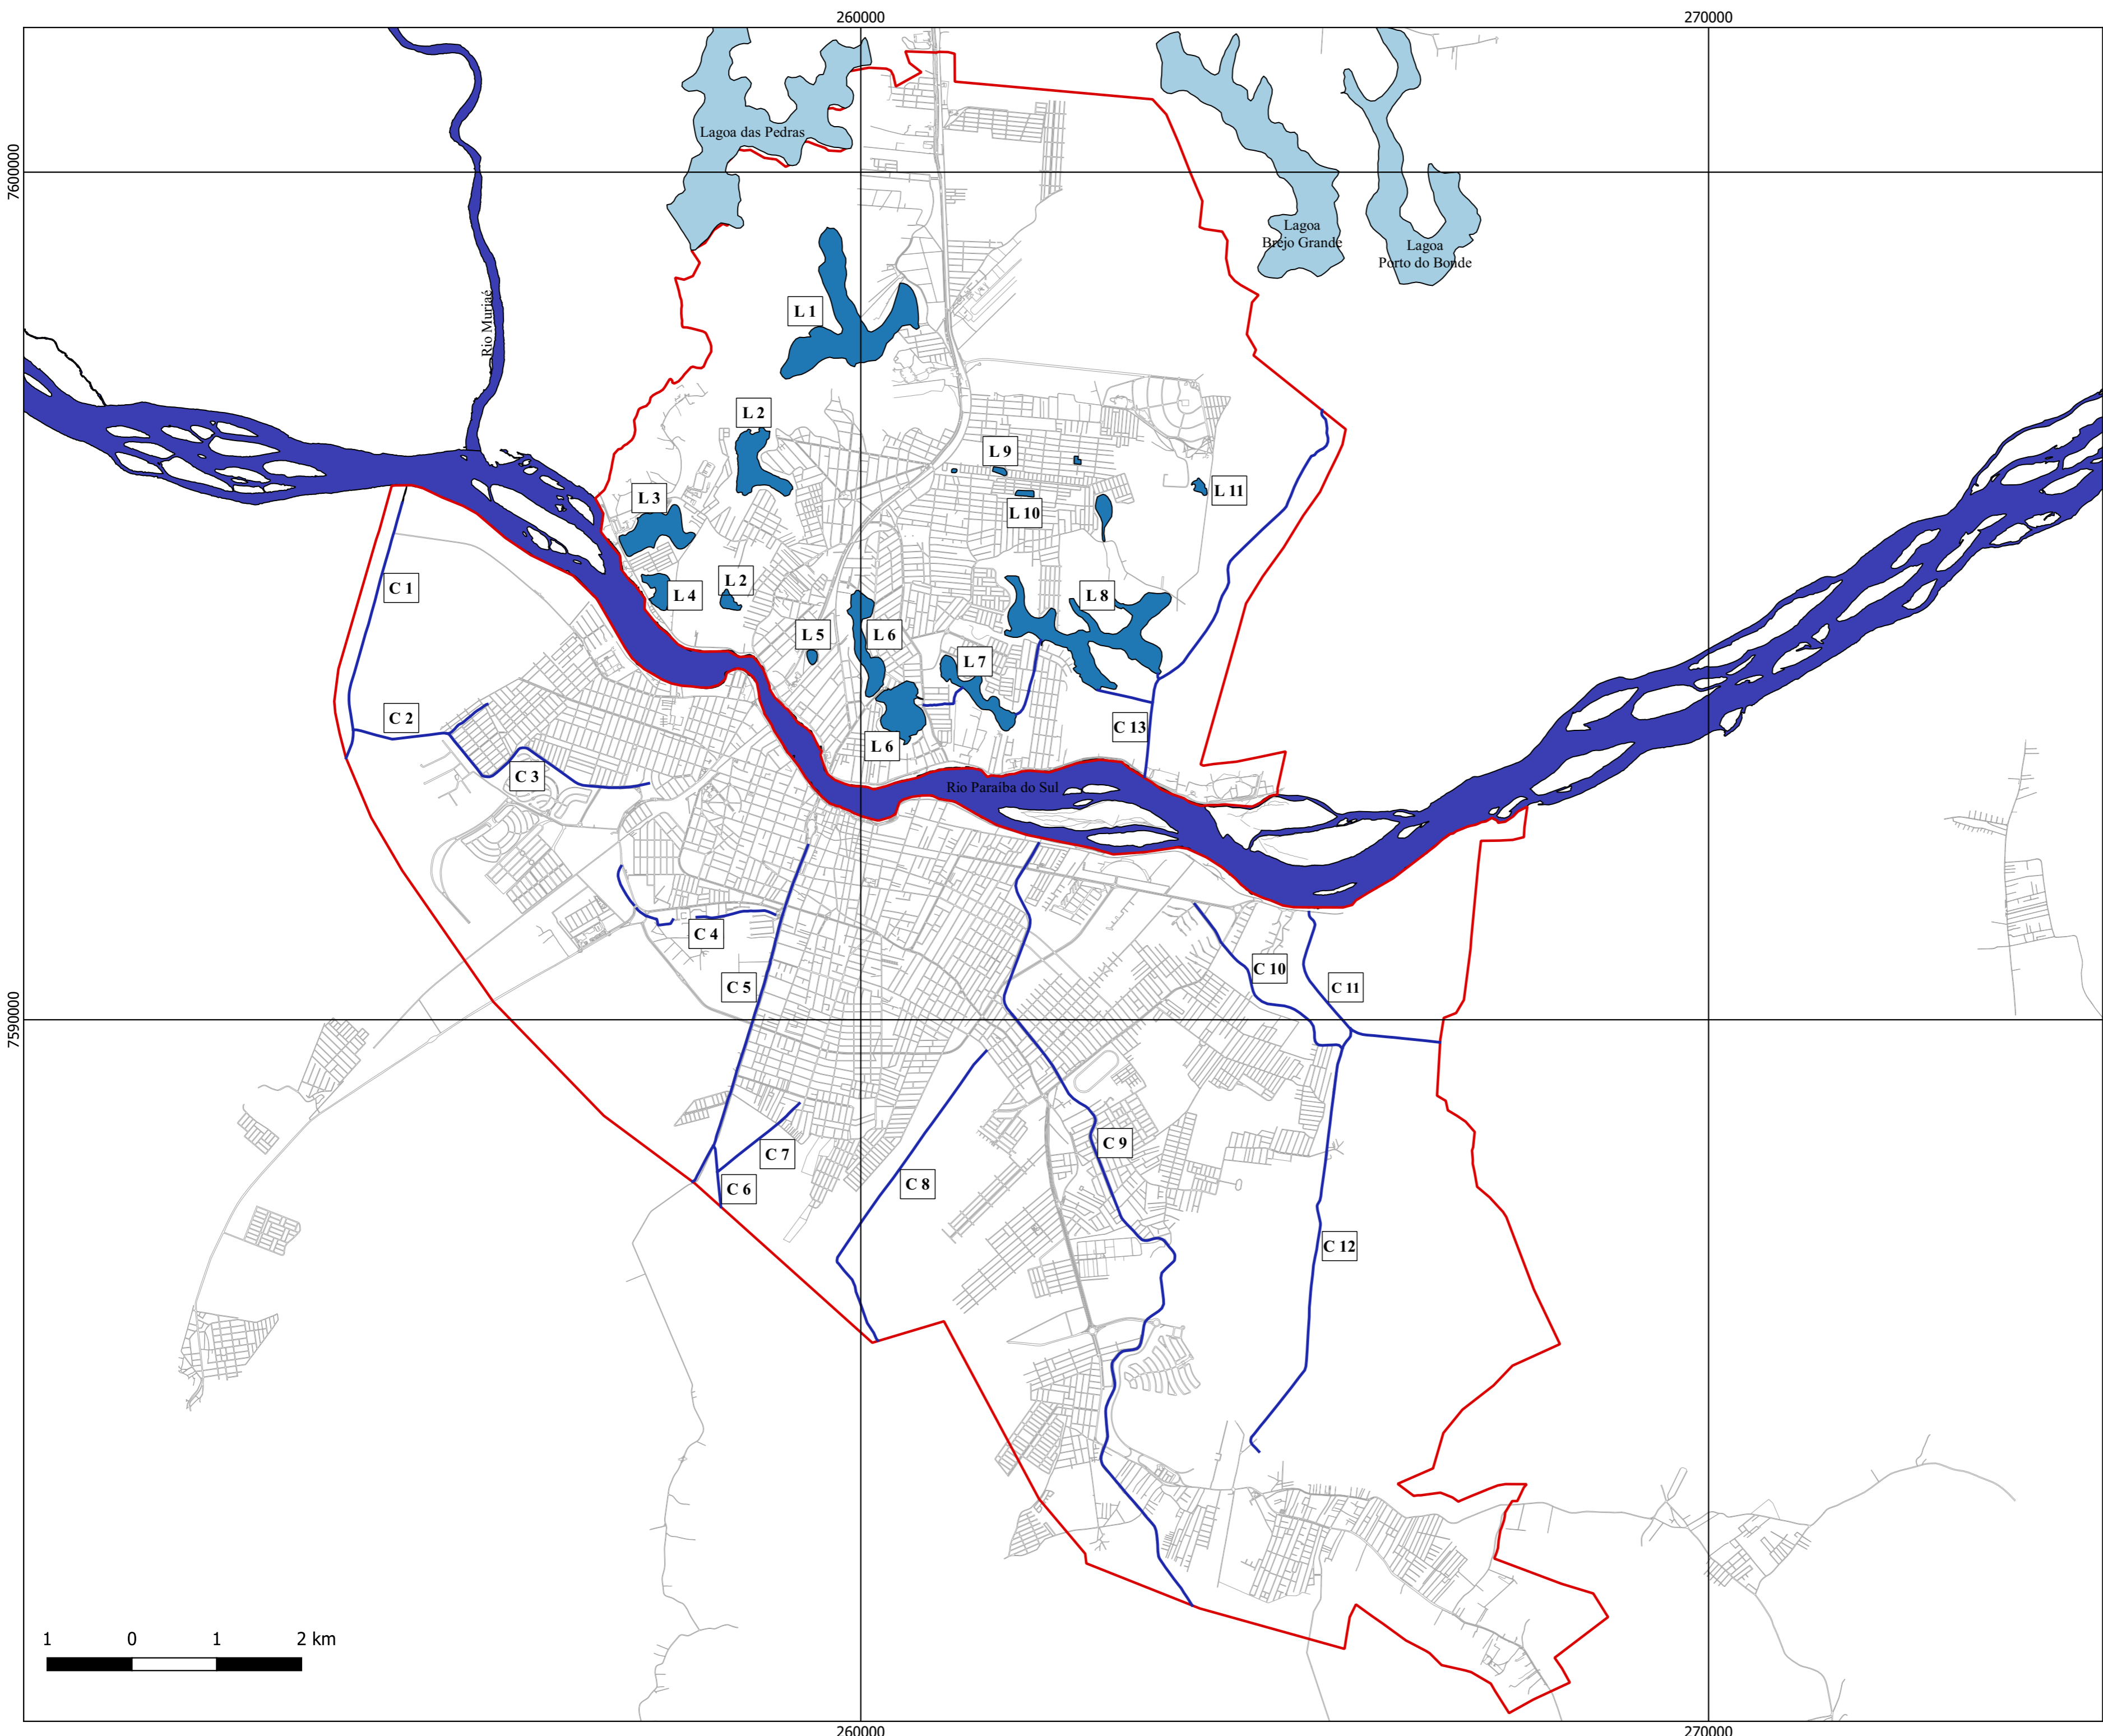 260000
270000
Lagoa das Pedras
7600000
Lagoa
Brejo Grande
Lagoa
Porto do Bonde
L 1
Rio Muriaé
L 2
L 9
L 3
L 11
L 10
C 1
L 2
L 4
L 8
L 5
L 6
L 7
C 2
C 13
L 6
C 3
Rio Paraíba do Sul
C 4
C 10
C 5
C 11
7590000
C 9
C 7
C 8
C 6
C 12
1 0 1 2 km
260000
270000